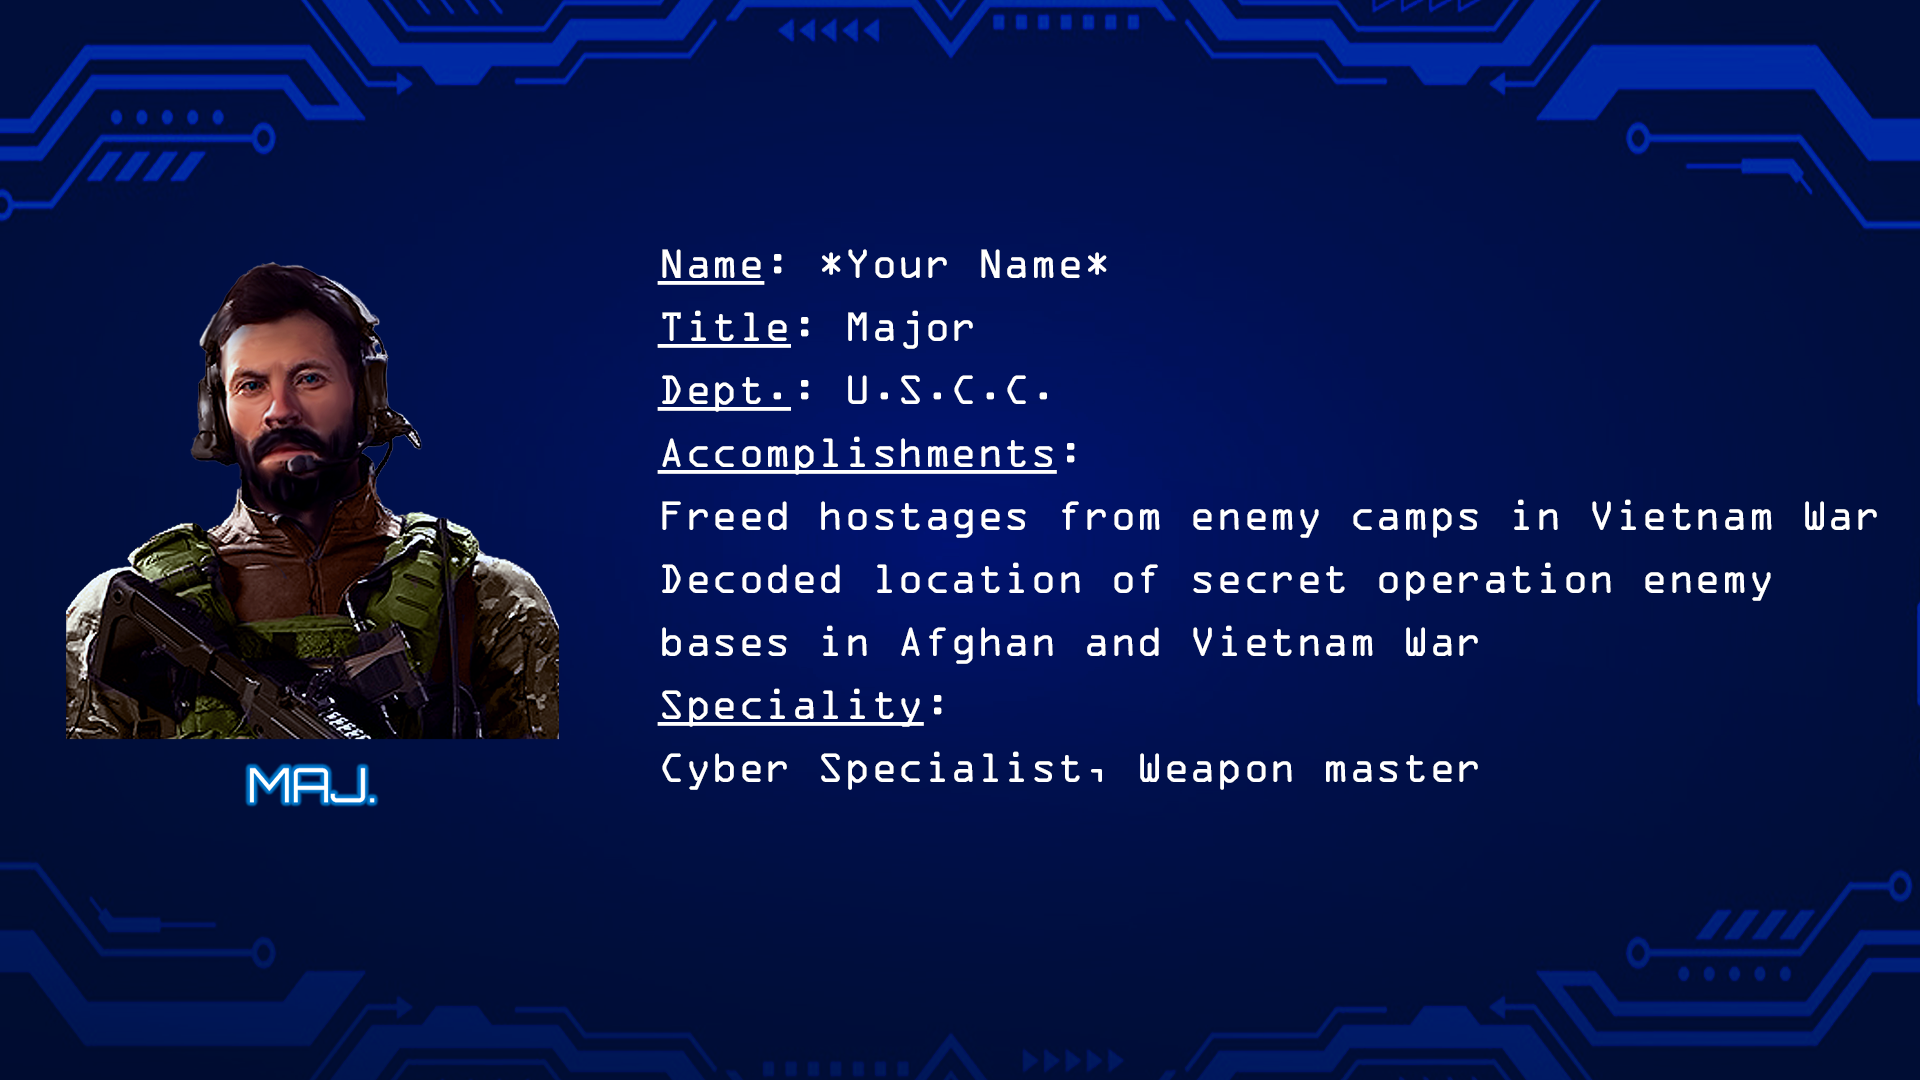 Name: *Your Name*
Title: Major
Dept.: U.S.C.C.
Accomplishments:
Freed hostages from enemy camps in Vietnam War
Decoded location of secret operation enemy
bases in Afghan and Vietnam War
Speciality:
Cyber Specialist, Weapon master
MAJ.